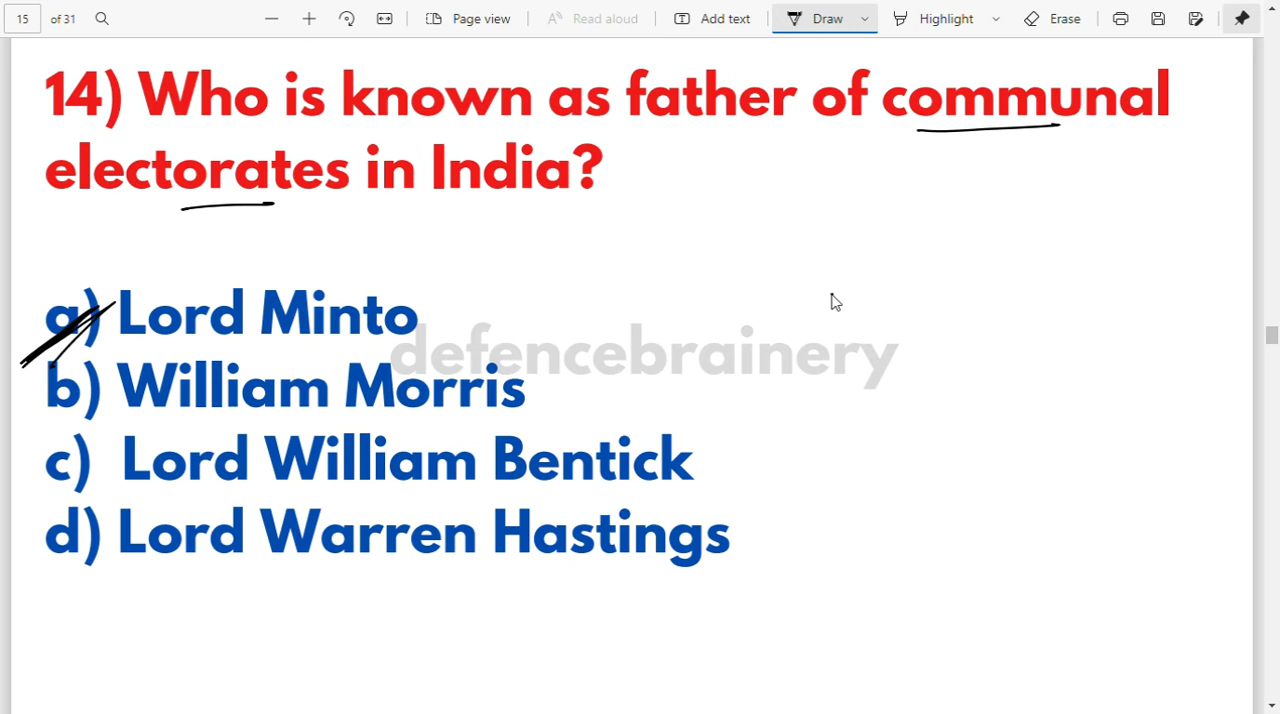 15 of 31 Page view Read aloud Add text Draw Highlight Erase
14) Who is known as father of communal
electorates in India?
a) Lord Minto
defencebrainery
b) William Morris
c) Lord William Bentick
d) Lord Warren Hastings